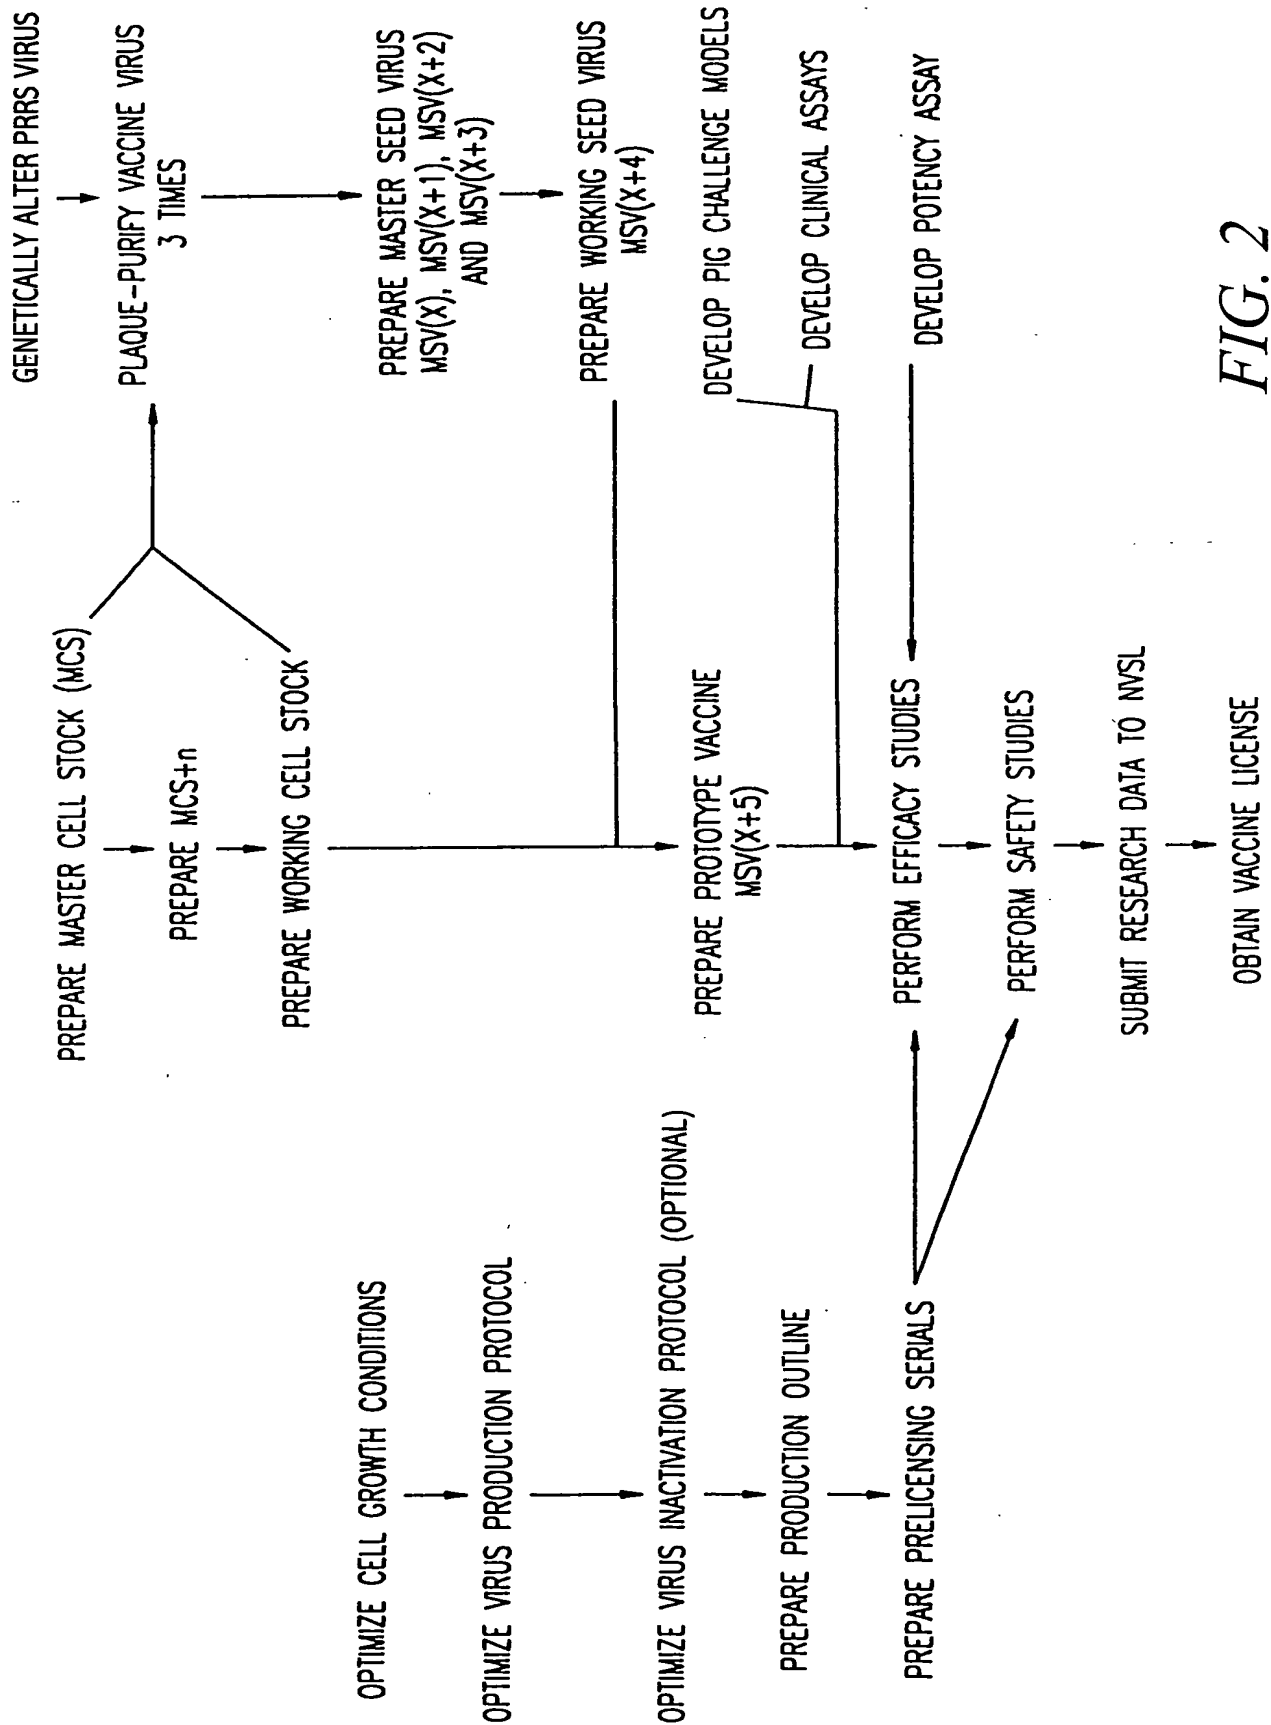 GENETICALLY ALTER PRRS VIRUS
PLAQUE-PURIFY VACCINE VIRUS
3 TIMES
PREPARE MASTER SEED VIRUS
MSV(X), MSV(X+1), MSV(X+2)
AND MSV(X+3)
PREPARE WORKING SEED VIRUS
MSV(X+4)
DEVELOP PIG CHALLENGE MODELS
DEVELOP CLINICAL ASSAYS
DEVELOP POTENCY ASSAY
PREPARE MASTER CELL STOCK (MCS)
PREPARE MCS+n
PREPARE WORKING CELL STOCK
PREPARE PROTOTYPE VACCINE
MSV(X+5)
PERFORM EFFICACY STUDIES
PERFORM SAFETY STUDIES
SUBMIT RESEARCH DATA TO NVSL
OBTAIN VACCINE LICENSE
OPTIMIZE CELL GROWTH CONDITIONS
OPTIMIZE VIRUS PRODUCTION PROTOCOL
OPTIMIZE VIRUS INACTIVATION PROTOCOL (OPTIONAL)
PREPARE PRODUCTION OUTLINE
PREPARE PRELICENSING SERIALS
FIG. 2